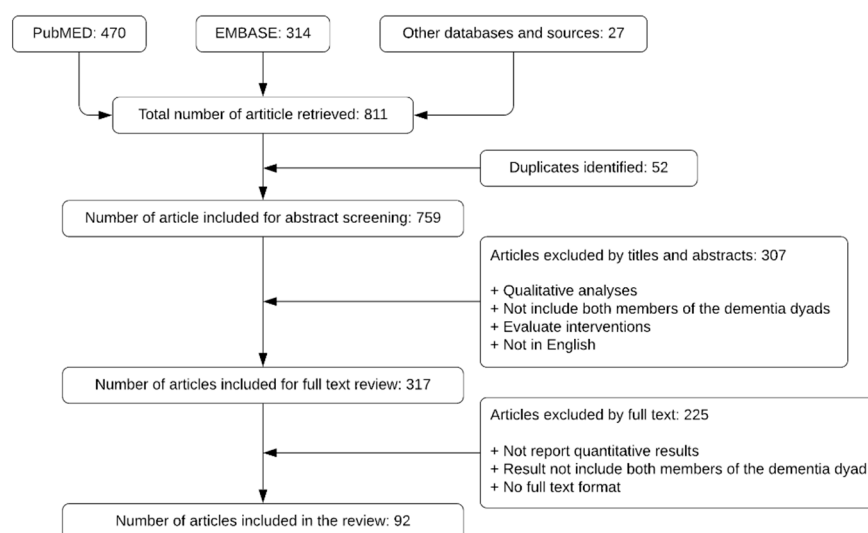 PubMED: 470
EMBASE: 314
Other databases and sources: 27
Total number of artiticle retrieved: 811
Duplicates identified: 52
Number of article included for abstract screening: 759
Articles excluded by titles and abstracts: 307
+ Qualitative analyses
+ Not include both members of the dementia dyads
+ Evaluate interventions
+ Not in English
Number of articles included for full text review: 317
Articles excluded by full text: 225
+ Not report quantitative results
+ Result not include both members of the dementia dyad
+ No full text format
Number of articles included in the review: 92